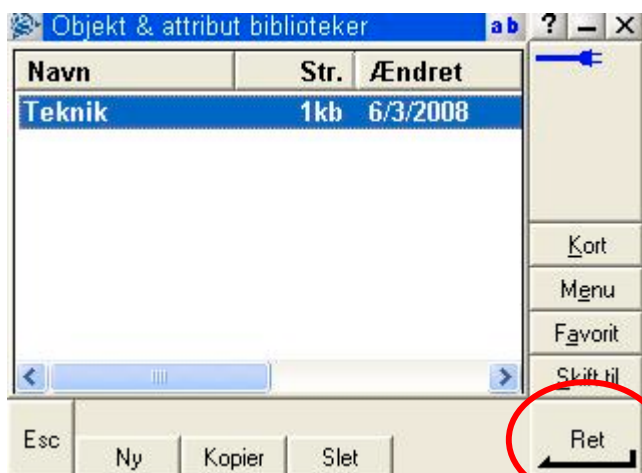 Objekt & attribut biblioteker ab ? – X
Navn Str. Ændret
Teknik 1kb 6/3/2008
Kort
Menu
Favorit
Skift til
Esc Ny Kopier Slet Ret